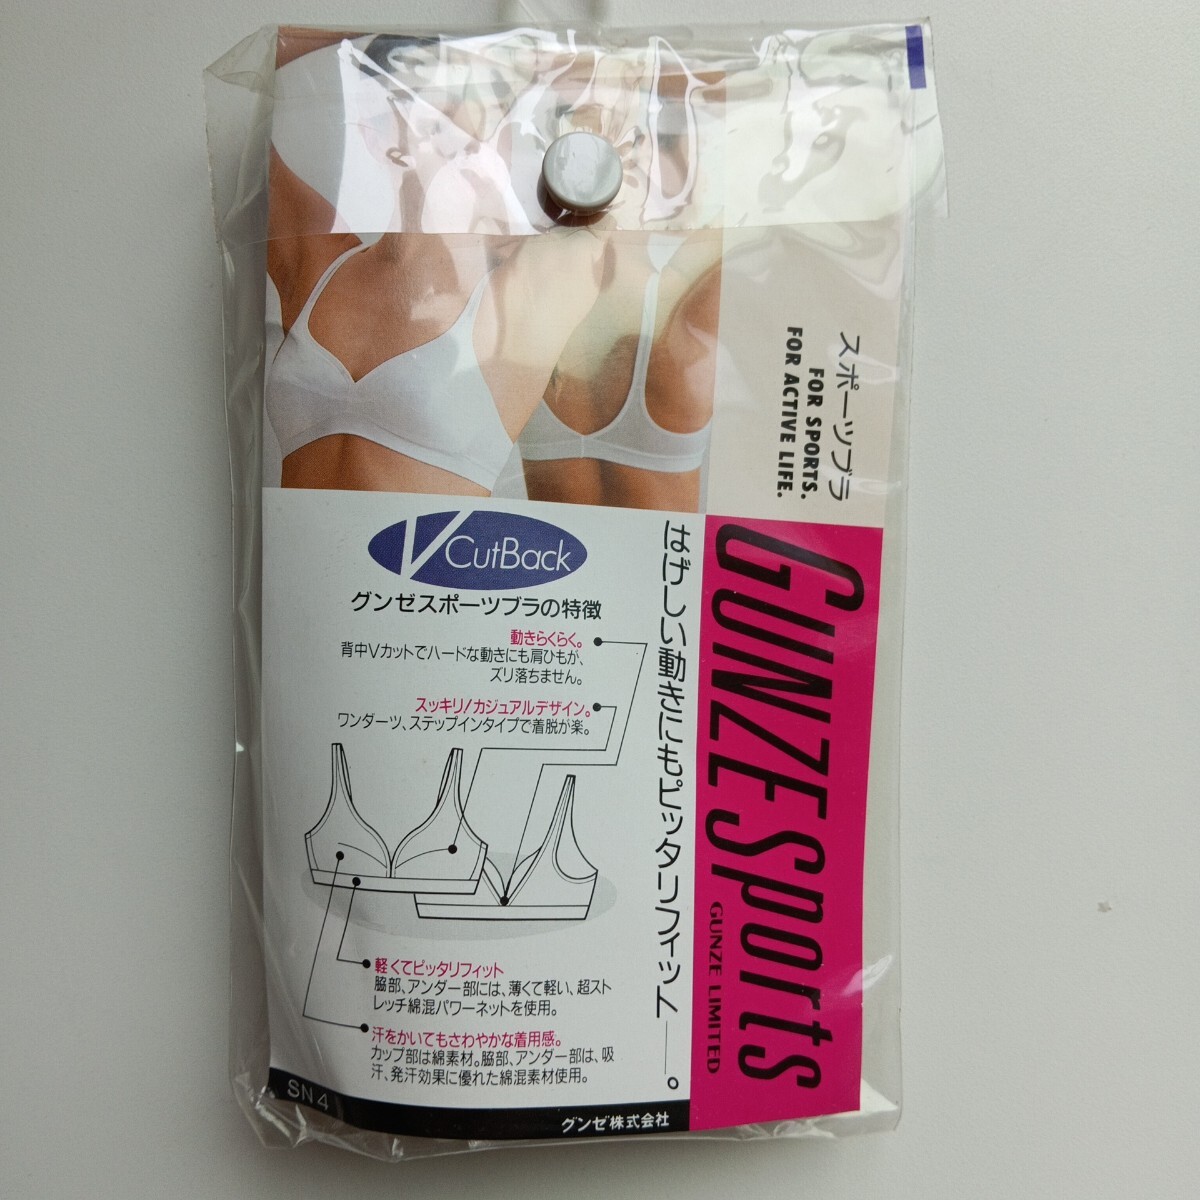 スポーツブラ
FOR SPORTS.
FOR ACTIVE LIFE.
GUNZE Sports
GUNZE LIMITED
はげしい動きにもピッタリフィット──。
V CutBack
グンゼスポーツブラの特徴
動きらくらく。
背中Vカットでハードな動きにも肩ひもが、
ズリ落ちません。
スッキリ!カジュアルデザイン。
ワンダーツ、ステップインタイプで着脱が楽。
軽くてピッタリフィット
脇部、アンダー部には、薄くて軽い、超スト
レッチ綿混パワーネットを使用。
汗をかいてもさわやかな着用感。
カップ部は綿素材。脇部、アンダー部は、吸
汗、発汗効果に優れた綿混素材使用。
SN4
グンゼ株式会社